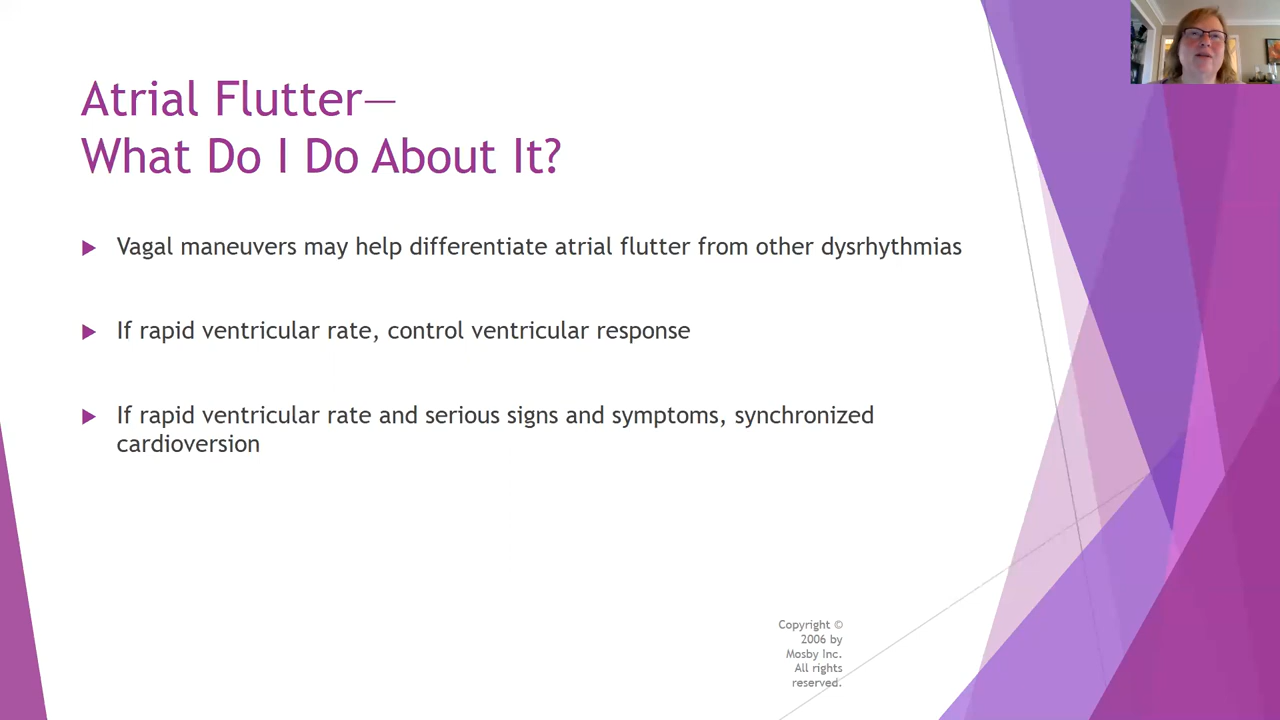 Atrial Flutter—
What Do I Do About It?
Vagal maneuvers may help differentiate atrial flutter from other dysrhythmias
If rapid ventricular rate, control ventricular response
If rapid ventricular rate and serious signs and symptoms, synchronized
cardioversion
Copyright ©
2006 by
Mosby Inc.
All rights
reserved.